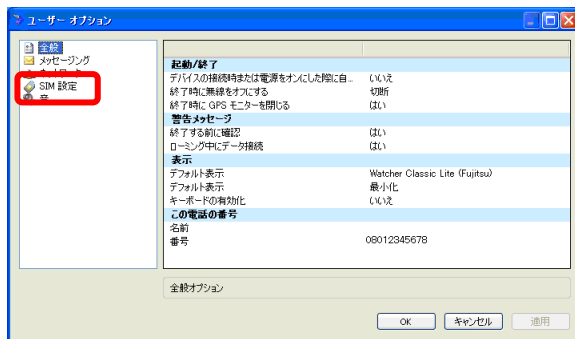 ユーザー オプション
全般
メッセージング
SIM 設定
音
起動/終了
デバイスの接続時または電源をオンにした際に自... いいえ
終了時に無線をオフにする 切断
終了時に GPS モニターを閉じる はい
警告メッセージ
終了する前に確認 はい
ローミング中にデータ接続 はい
表示
デフォルト表示 Watcher Classic Lite (Fujitsu)
デフォルト表示 最小化
キーボードの有効化 いいえ
この電話の番号
名前
番号 08012345678
全般オプション
OK キャンセル 適用